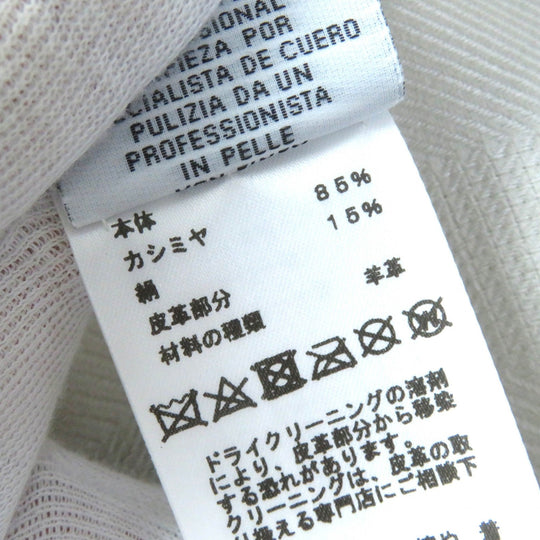 SIONAL
PIEZA POR
ECIALISTA DE CUERO
PULIZIA DA UN
PROFESSIONISTA
IN PELLE
本体
カシミヤ 85%
絹 15%
皮革部分
材料の種類 羊革
ドライクリーニングの溶剤
により、皮革部分から移染
する恐れがあります。
クリーニングは、皮革の取
り扱える専門店にご相談下